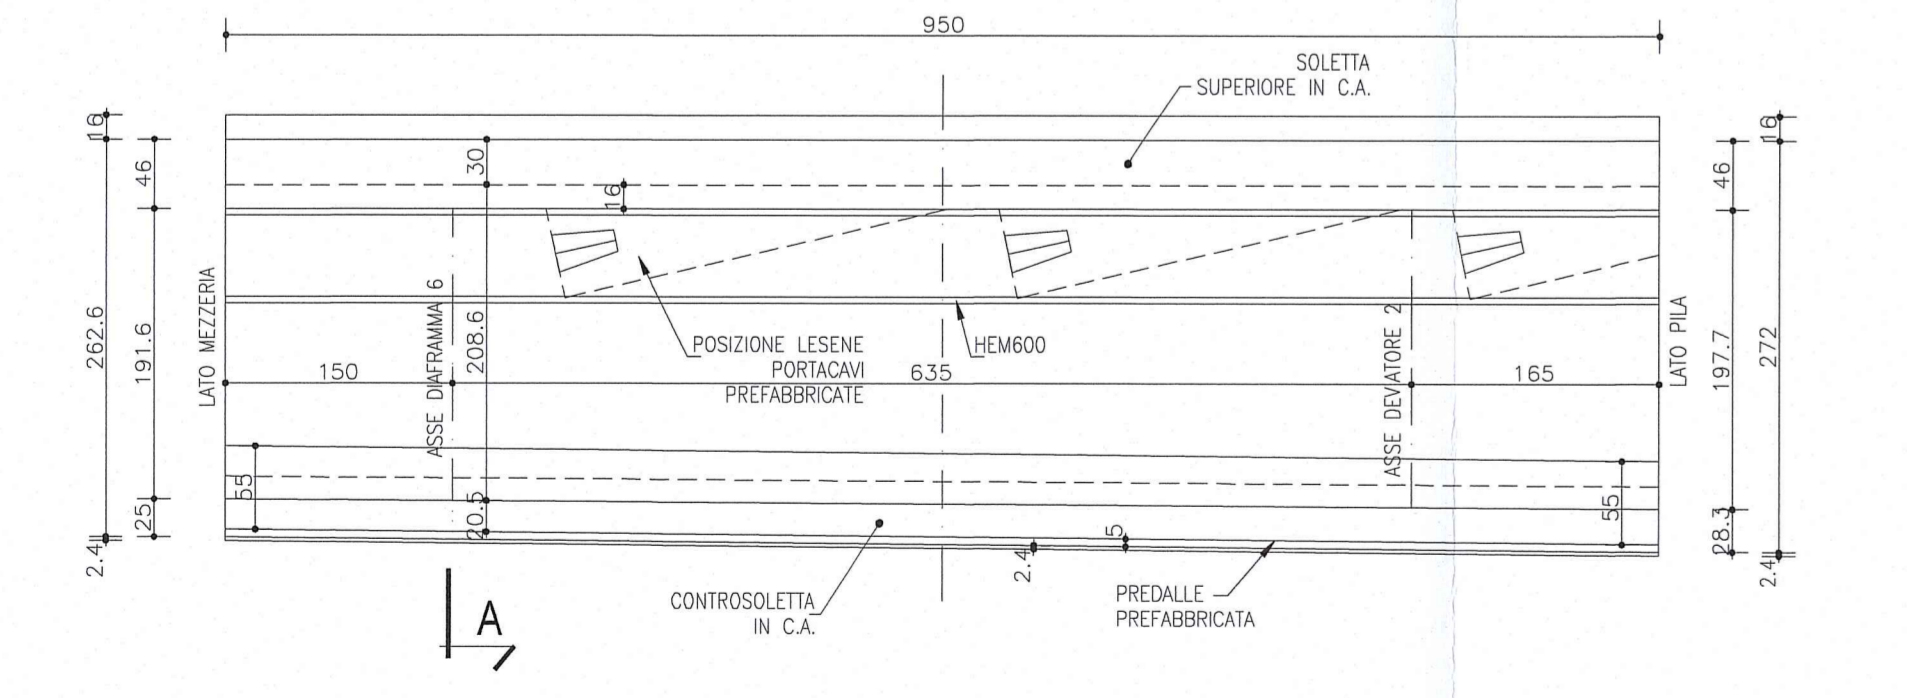 950
SOLETTA
SUPERIORE IN C.A.
16
16
46
30
46
16
LATO MEZZERIA
ASSE DIAFRAMMA 6
262.6
191.6
208.6
POSIZIONE LESENE
PORTACAVI
PREFABBRICATE
HEM600
ASSE DEVIATORE 2
LATO PILA
197.7
272
150
635
165
55
55
25
20.5
28.3
2.4
2.4
5
2.4
CONTROSOLETTA
IN C.A.
PREDALLE
PREFABBRICATA
A